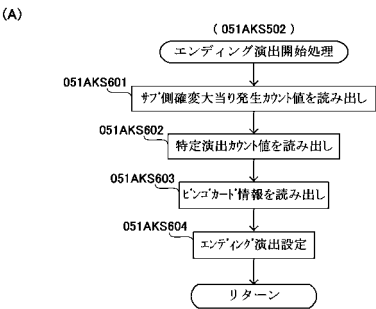 (A)
(051AKS502)
エンディング演出開始処理
051AKS601
サブ側確変大当り発生カウント値を読み出し
051AKS602
特定演出カウント値を読み出し
051AKS603
ビンゴカード情報を読み出し
051AKS604
エンディング演出設定
リターン